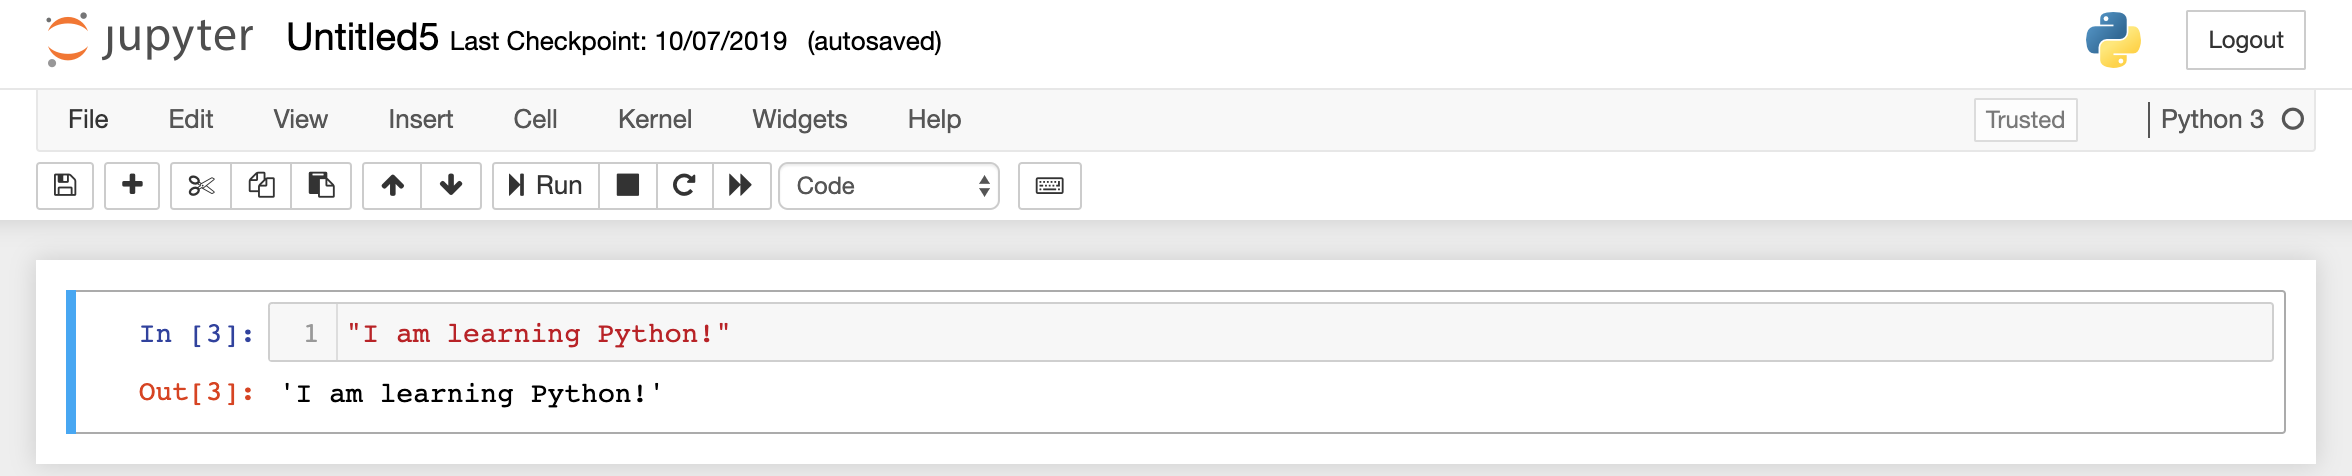 jupyter Untitled5 Last Checkpoint: 10/07/2019 (autosaved) Logout
File Edit View Insert Cell Kernel Widgets Help Trusted Python 3
Run Code
In [3]: 1 "I am learning Python!"
Out[3]: 'I am learning Python!'